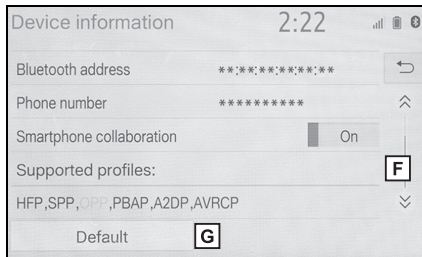 Device information 2:22
Bluetooth address **:**:**:**:**:**
Phone number **********
Smartphone collaboration On
Supported profiles:
F
HFP,SPP,OPP,PBAP,A2DP,AVRCP
Default G